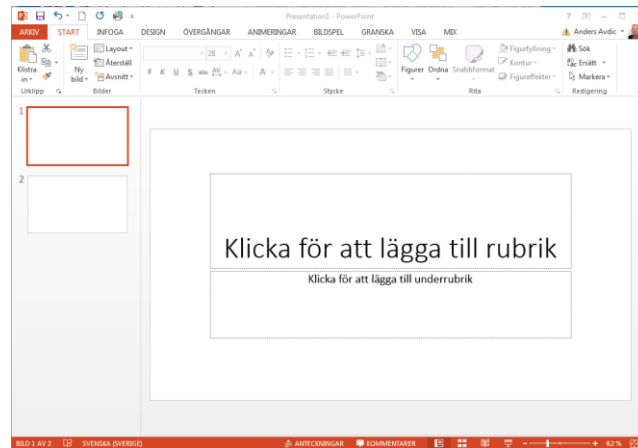 Presentation1 - PowerPoint
ARKIV START INFOGA DESIGN ÖVERGÅNGAR ANIMERINGAR BILDSPEL GRANSKA VISA MIX Anders Avdic
Klistra in
Ny bild
Layout
Återställ
Avsnitt
28
F K U S abc AV Aa A
Figurer Ordna Snabbformat
Figurfyllning
Kontur
Figureffekter
Sök
Ersätt
Markera
Urklipp Bilder Tecken Stycke Rita Redigering
1
2
Klicka för att lägga till rubrik
Klicka för att lägga till underrubrik
BILD 1 AV 2 SVENSKA (SVERIGE) ANTECKNINGAR KOMMENTARER 62 %